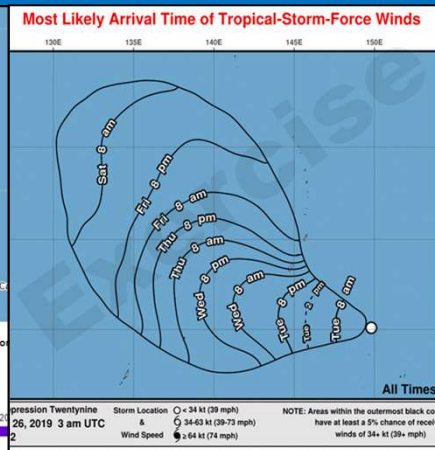 Most Likely Arrival Time of Tropical-Storm-Force Winds
130E 135E 140E 145E 150E
Exercise
Sat 8 am
Fri 8 pm
Fri 8 am
Thu 8 pm
Thu 8 am
Wed 8 pm
Wed 8 am
Tue 8 pm
Tue 2 pm
Tue 8 am
All Times
pression Twentynine
26, 2019 3 am UTC
2
Storm Location
&
Wind Speed
< 34 kt (39 mph)
34-63 kt (39-73 mph)
≥ 64 kt (74 mph)
NOTE: Areas within the outermost black co
have at least a 5% chance of recei
winds of 34+ kt (39+ mph)